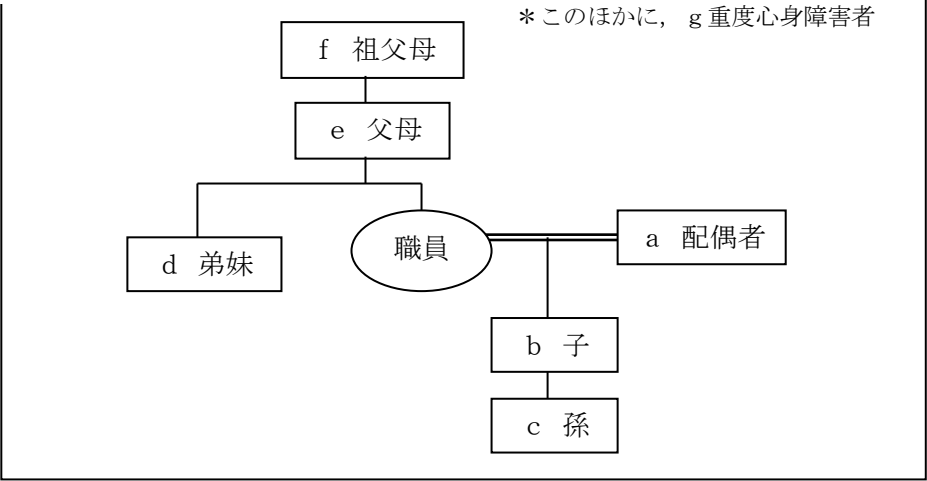 ＊このほかに，ｇ重度心身障害者
ｆ　祖父母
ｅ　父母
職員
ａ　配偶者
ｄ　弟妹
ｂ　子
ｃ　孫